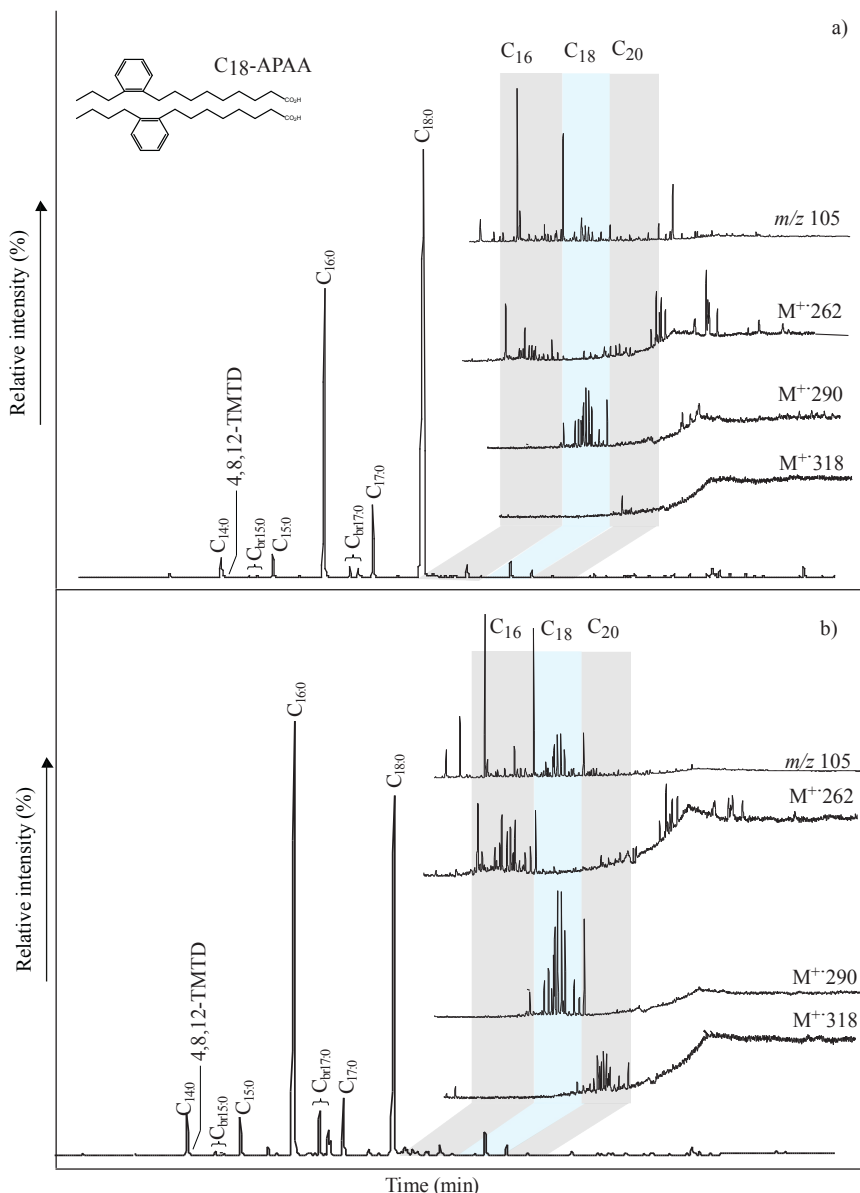 a)
C16 C18 C20
C18-APAA
CO2H
CO2H
C18:0
m/z 105
Relative intensity (%)
C16:0
M+·262
M+·290
4,8,12-TMTD
C17:0
M+·318
C14:0
}Cbr15:0
C15:0
}Cbr17:0
b)
C16 C18 C20
C16:0
m/z 105
C18:0
M+·262
Relative intensity (%)
M+·290
M+·318
4,8,12-TMTD
C14:0
}Cbr15:0
C15:0
}Cbr17:0
C17:0
Time (min)